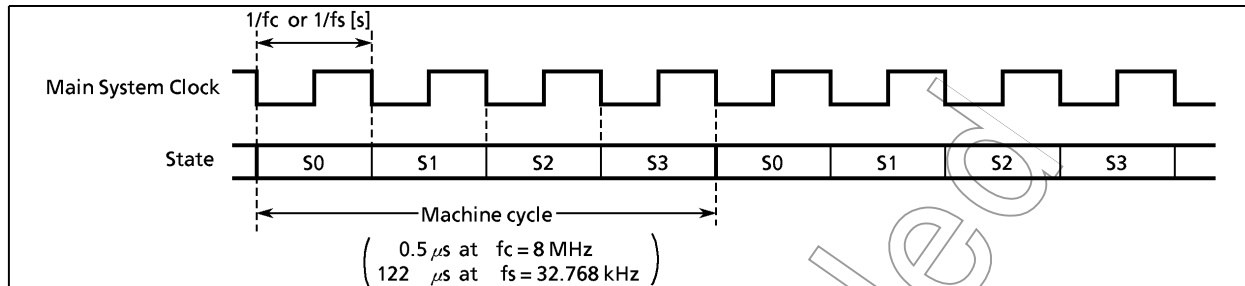 1/fc or 1/fs [s]
Main System Clock
State S0 S1 S2 S3 S0 S1 S2 S3
Machine cycle
0.5 μs at fc = 8 MHz
122 μs at fs = 32.768 kHz
led